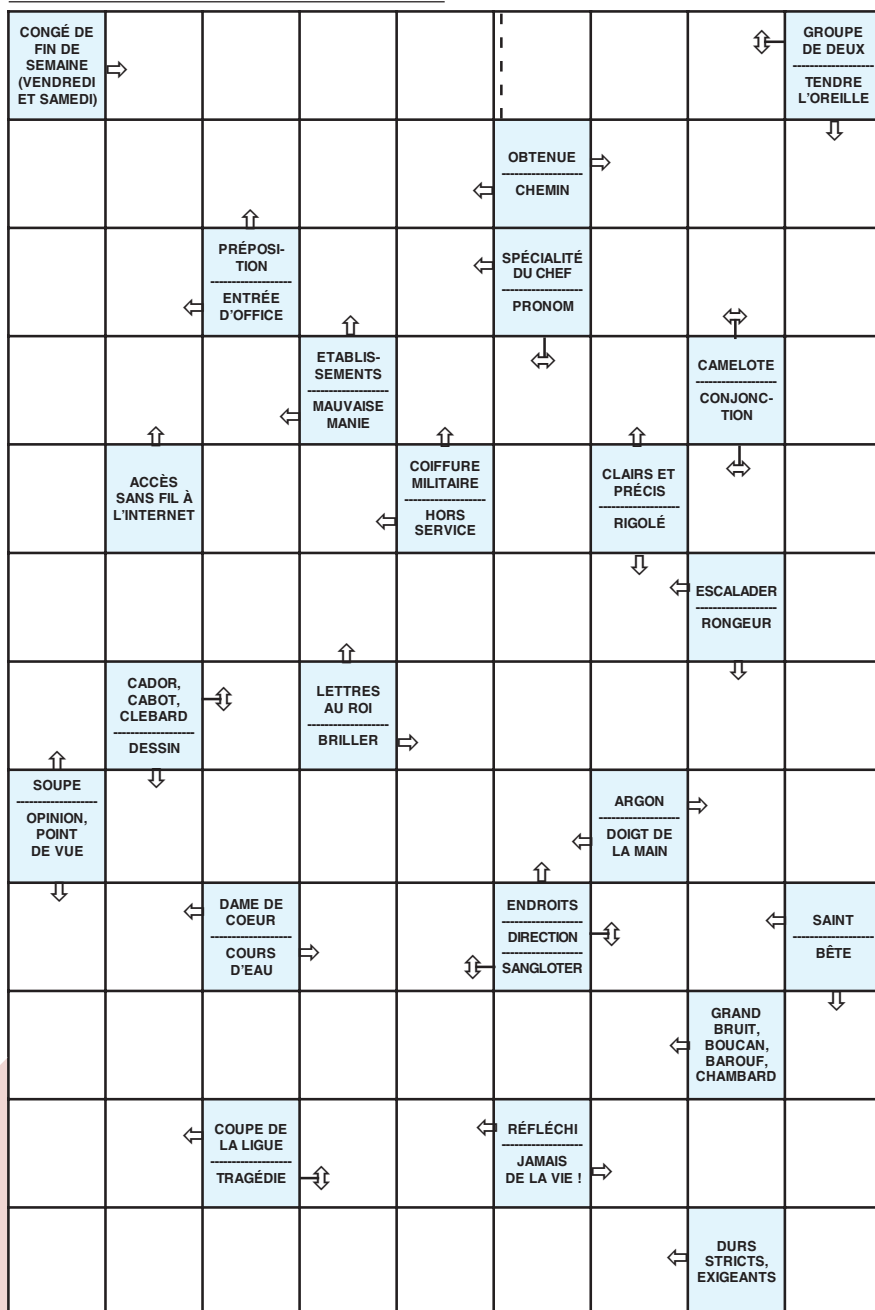 CONGÉ DE
FIN DE
SEMAINE
(VENDREDI
ET SAMEDI)
GROUPE
DE DEUX
TENDRE
L'OREILLE
OBTENUE
CHEMIN
PRÉPOSI-
TION
ENTRÉE
D'OFFICE
SPÉCIALITÉ
DU CHEF
PRONOM
ETABLIS-
SEMENTS
MAUVAISE
MANIE
CAMELOTE
CONJONC-
TION
ACCÈS
SANS FIL À
L'INTERNET
COIFFURE
MILITAIRE
HORS
SERVICE
CLAIRS ET
PRÉCIS
RIGOLÉ
ESCALADER
RONGEUR
CADOR,
CABOT,
CLEBARD
DESSIN
LETTRES
AU ROI
BRILLER
SOUPE
OPINION,
POINT
DE VUE
ARGON
DOIGT DE
LA MAIN
DAME DE
COEUR
COURS
D'EAU
ENDROITS
DIRECTION
SANGLOTER
SAINT
BÊTE
GRAND
BRUIT,
BOUCAN,
BAROUF,
CHAMBARD
COUPE DE
LA LIGUE
TRAGÉDIE
RÉFLÉCHI
JAMAIS
DE LA VIE !
DURS
STRICTS,
EXIGEANTS